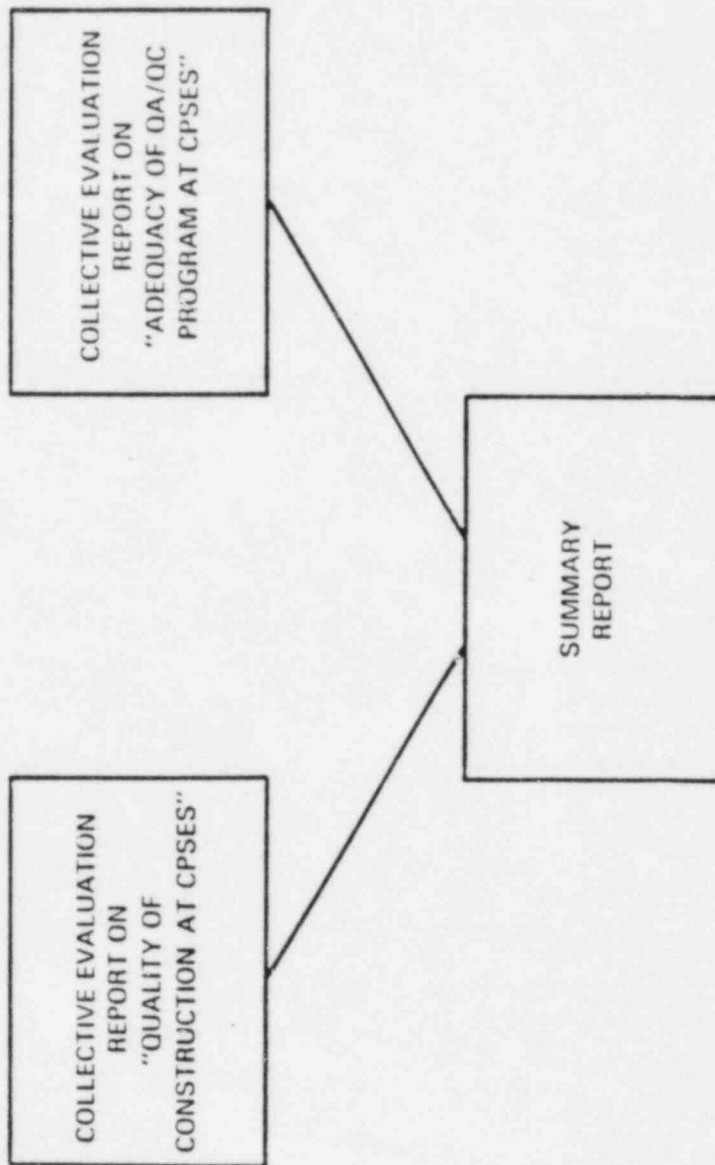 COLLECTIVE EVALUATION
REPORT ON
"QUALITY OF
CONSTRUCTION AT CPSES"
COLLECTIVE EVALUATION
REPORT ON
"ADEQUACY OF QA/QC
PROGRAM AT CPSES"
SUMMARY
REPORT